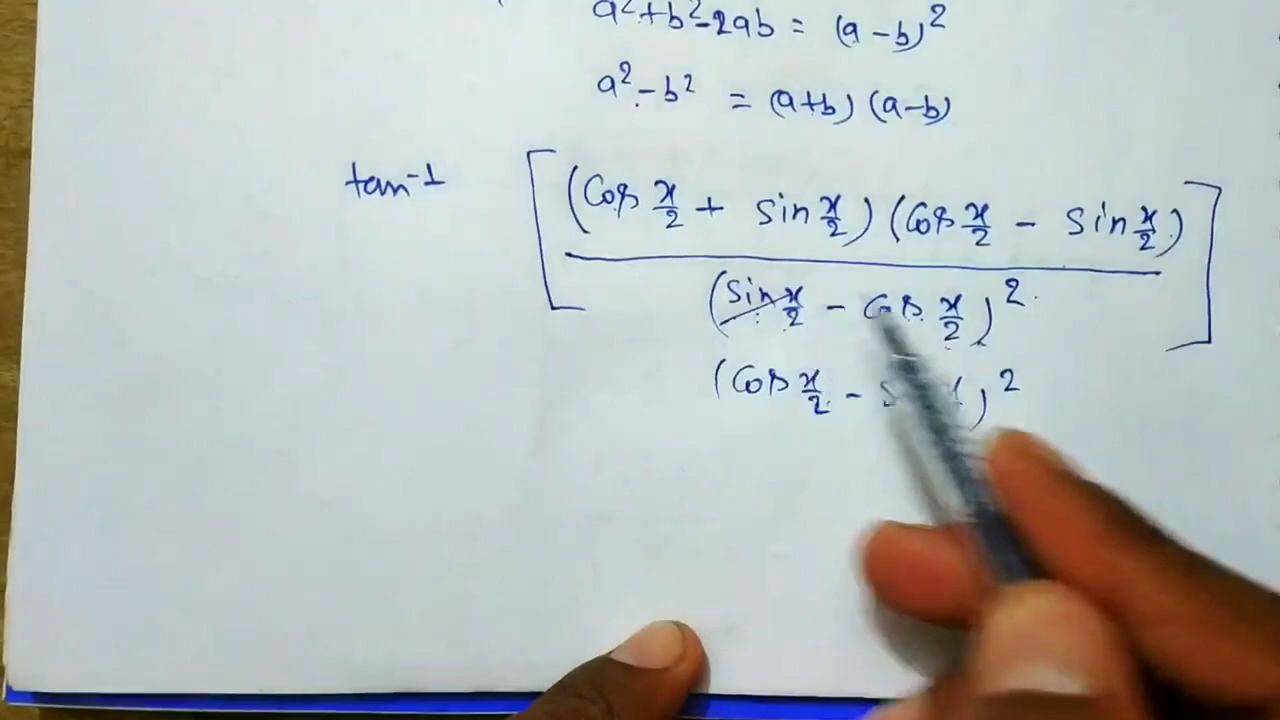 a²+b²-2ab = (a-b)²
a²-b² = (a+b) (a-b)
tan⁻¹ [ (Cos x/2 + sin x/2) (Cos x/2 - sin x/2) ]
(sin x/2 - Cos x/2)²
(Cos x/2 - )²